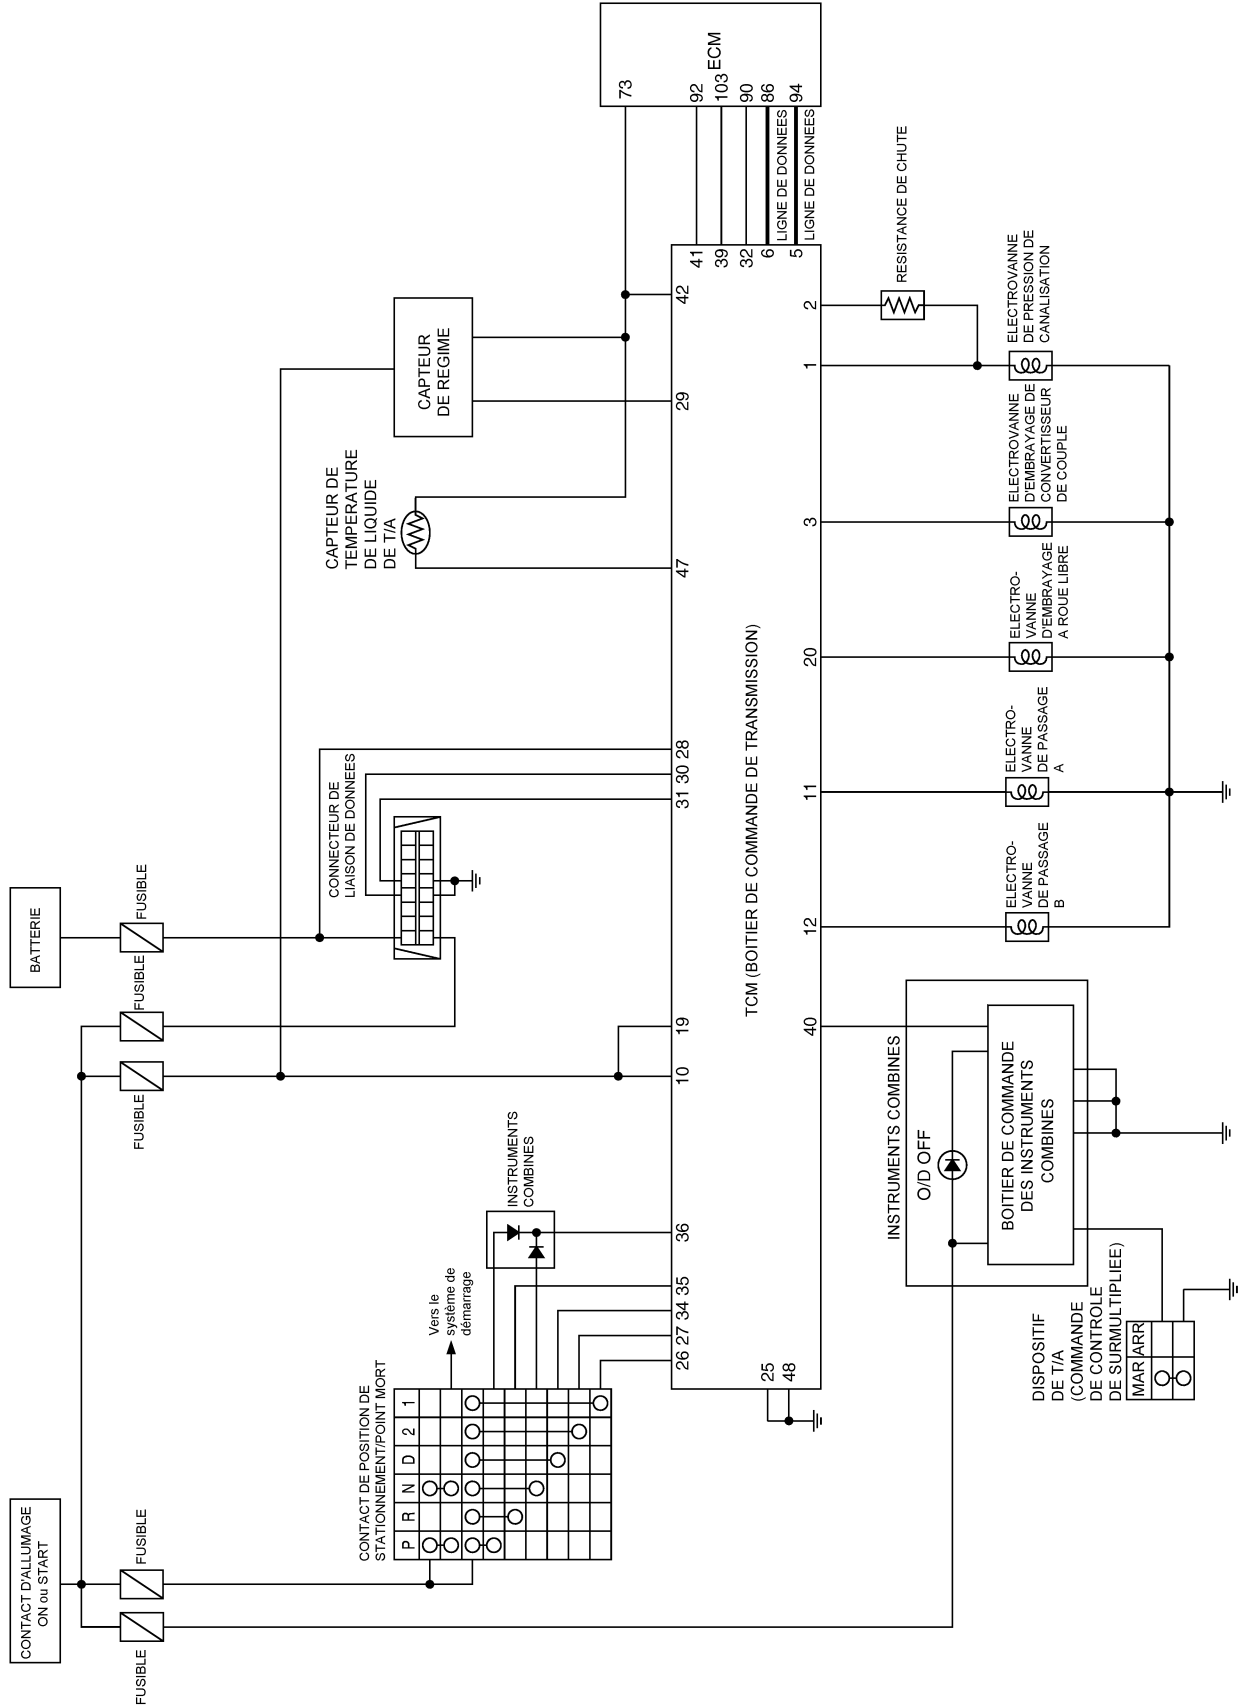 CONTACT D'ALLUMAGE
ON ou START
BATTERIE
FUSIBLE
FUSIBLE
FUSIBLE
FUSIBLE
FUSIBLE
CONTACT DE POSITION DE
STATIONNEMENT/POINT MORT
P R N D 2 1
Vers le
système de
démarrage
INSTRUMENTS
COMBINES
CONNECTEUR DE
LIAISON DE DONNEES
CAPTEUR DE
TEMPERATURE
DE LIQUIDE
DE T/A
CAPTEUR
DE REGIME
73
92
103
90
86
94
ECM
LIGNE DE DONNEES
LIGNE DE DONNEES
26 27 34 35 36 10 19 31 30 28 47 29 42
41
39
32
6
5
TCM (BOITIER DE COMMANDE DE TRANSMISSION)
25
48
40 12 11 20 3 1 2
RESISTANCE DE CHUTE
INSTRUMENTS COMBINES
O/D OFF
BOITIER DE COMMANDE
DES INSTRUMENTS
COMBINES
DISPOSITIF
DE T/A
(COMMANDE
DE CONTROLE
DE SURMULTIPLIEE)
MAR ARR
ELECTRO-
VANNE
DE PASSAGE
B
ELECTRO-
VANNE
DE PASSAGE
A
ELECTRO-
VANNE
D'EMBRAYAGE
A ROUE LIBRE
ELECTROVANNE
D'EMBRAYAGE DE
CONVERTISSEUR
DE COUPLE
ELECTROVANNE
DE PRESSION DE
CANALISATION